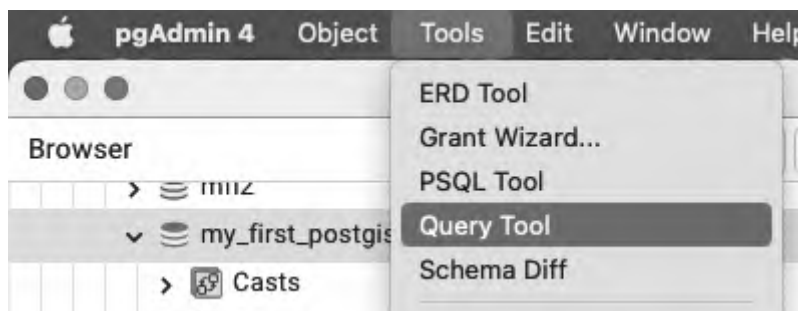 pgAdmin 4 Object Tools Edit Window Help
ERD Tool
Browser
Grant Wizard...
PSQL Tool
my_first_postgis
Query Tool
Casts
Schema Diff